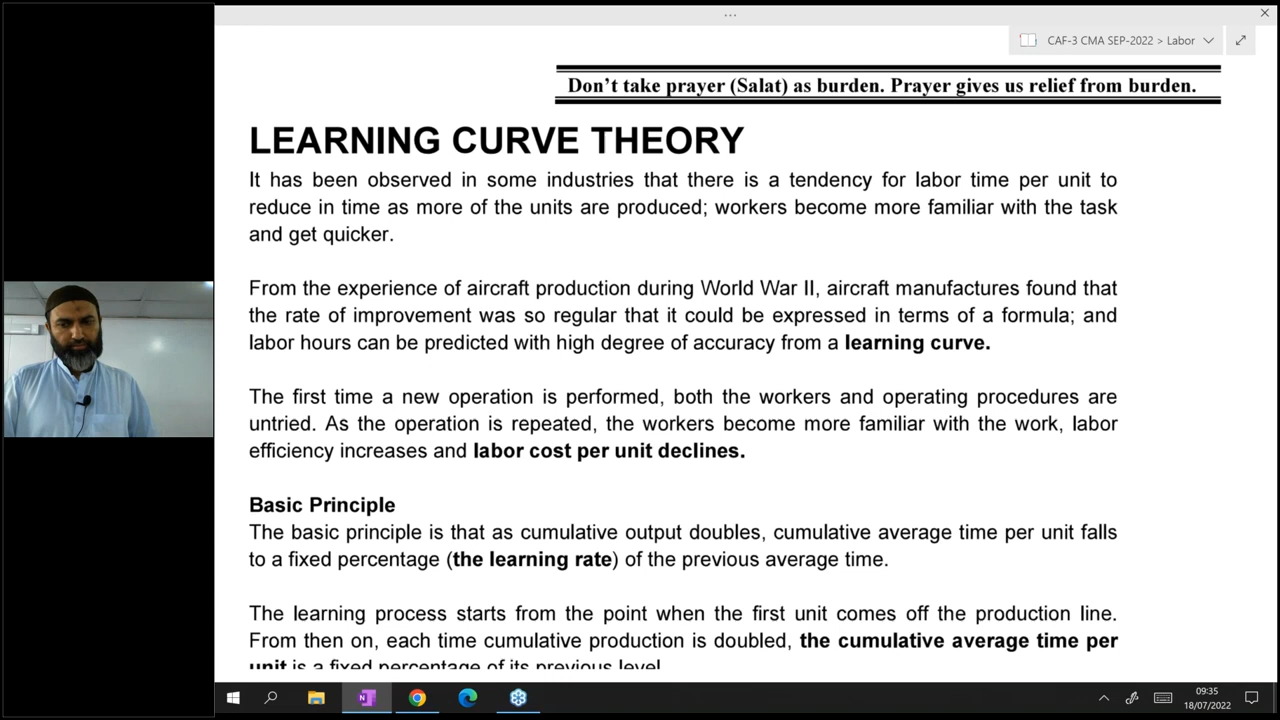 ...
CAF-3 CMA SEP-2022 > Labor
Don't take prayer (Salat) as burden. Prayer gives us relief from burden.
LEARNING CURVE THEORY
It has been observed in some industries that there is a tendency for labor time per unit to
reduce in time as more of the units are produced; workers become more familiar with the task
and get quicker.
From the experience of aircraft production during World War II, aircraft manufactures found that
the rate of improvement was so regular that it could be expressed in terms of a formula; and
labor hours can be predicted with high degree of accuracy from a learning curve.
The first time a new operation is performed, both the workers and operating procedures are
untried. As the operation is repeated, the workers become more familiar with the work, labor
efficiency increases and labor cost per unit declines.
Basic Principle
The basic principle is that as cumulative output doubles, cumulative average time per unit falls
to a fixed percentage (the learning rate) of the previous average time.
The learning process starts from the point when the first unit comes off the production line.
From then on, each time cumulative production is doubled, the cumulative average time per
unit is a fixed percentage of its previous level
09:35
18/07/2022